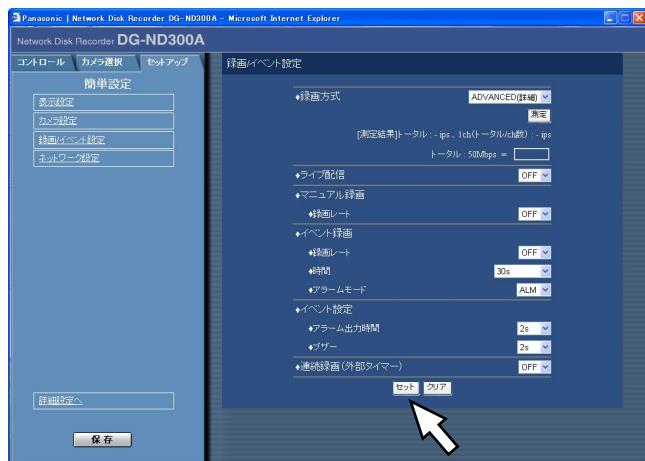 Panasonic | Network Disk Recorder DG-ND300A - Microsoft Internet Explorer
Network Disk Recorder DG-ND300A
コントロール カメラ選択 セットアップ
簡単設定
表示設定
カメラ設定
録画/イベント設定
ネットワーク設定
詳細設定へ
保存
録画/イベント設定
♦録画方式 ADVANCED(詳細)
測定
[測定結果]トータル : - ips 、1ch(トータル/ch数) : - ips
トータル : 50Mbps =
♦ライブ配信 OFF
♦マニュアル録画
♦録画レート OFF
♦イベント録画
♦録画レート OFF
♦時間 30s
♦アラームモード ALM
♦イベント設定
♦アラーム出力時間 2s
♦ブザー 2s
♦連続録画(外部タイマー) OFF
セット クリア